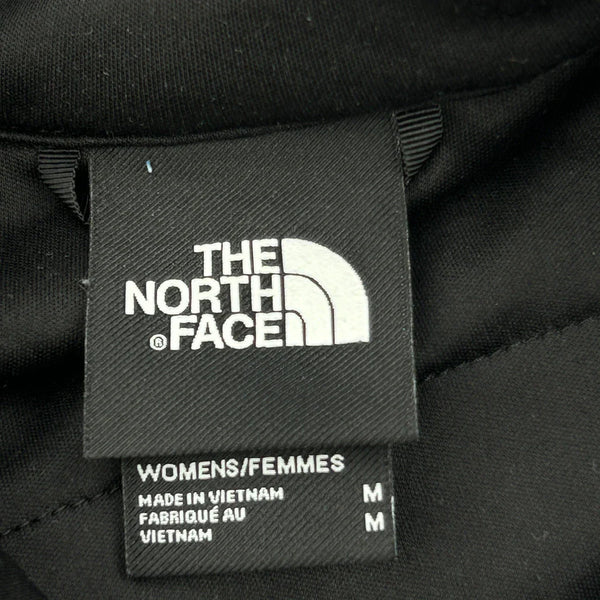 THE
NORTH
®FACE
WOMENS/FEMMES
MADE IN VIETNAM M
FABRIQUÉ AU M
VIETNAM